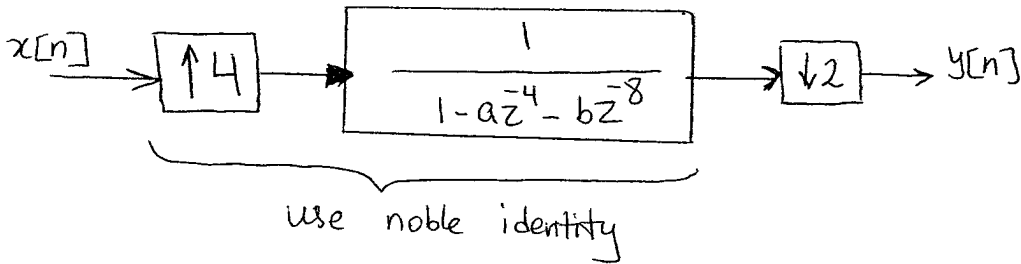 x[n]
↑4
1
1-az⁻⁴-bz⁻⁸
↓2
y[n]
use noble identity